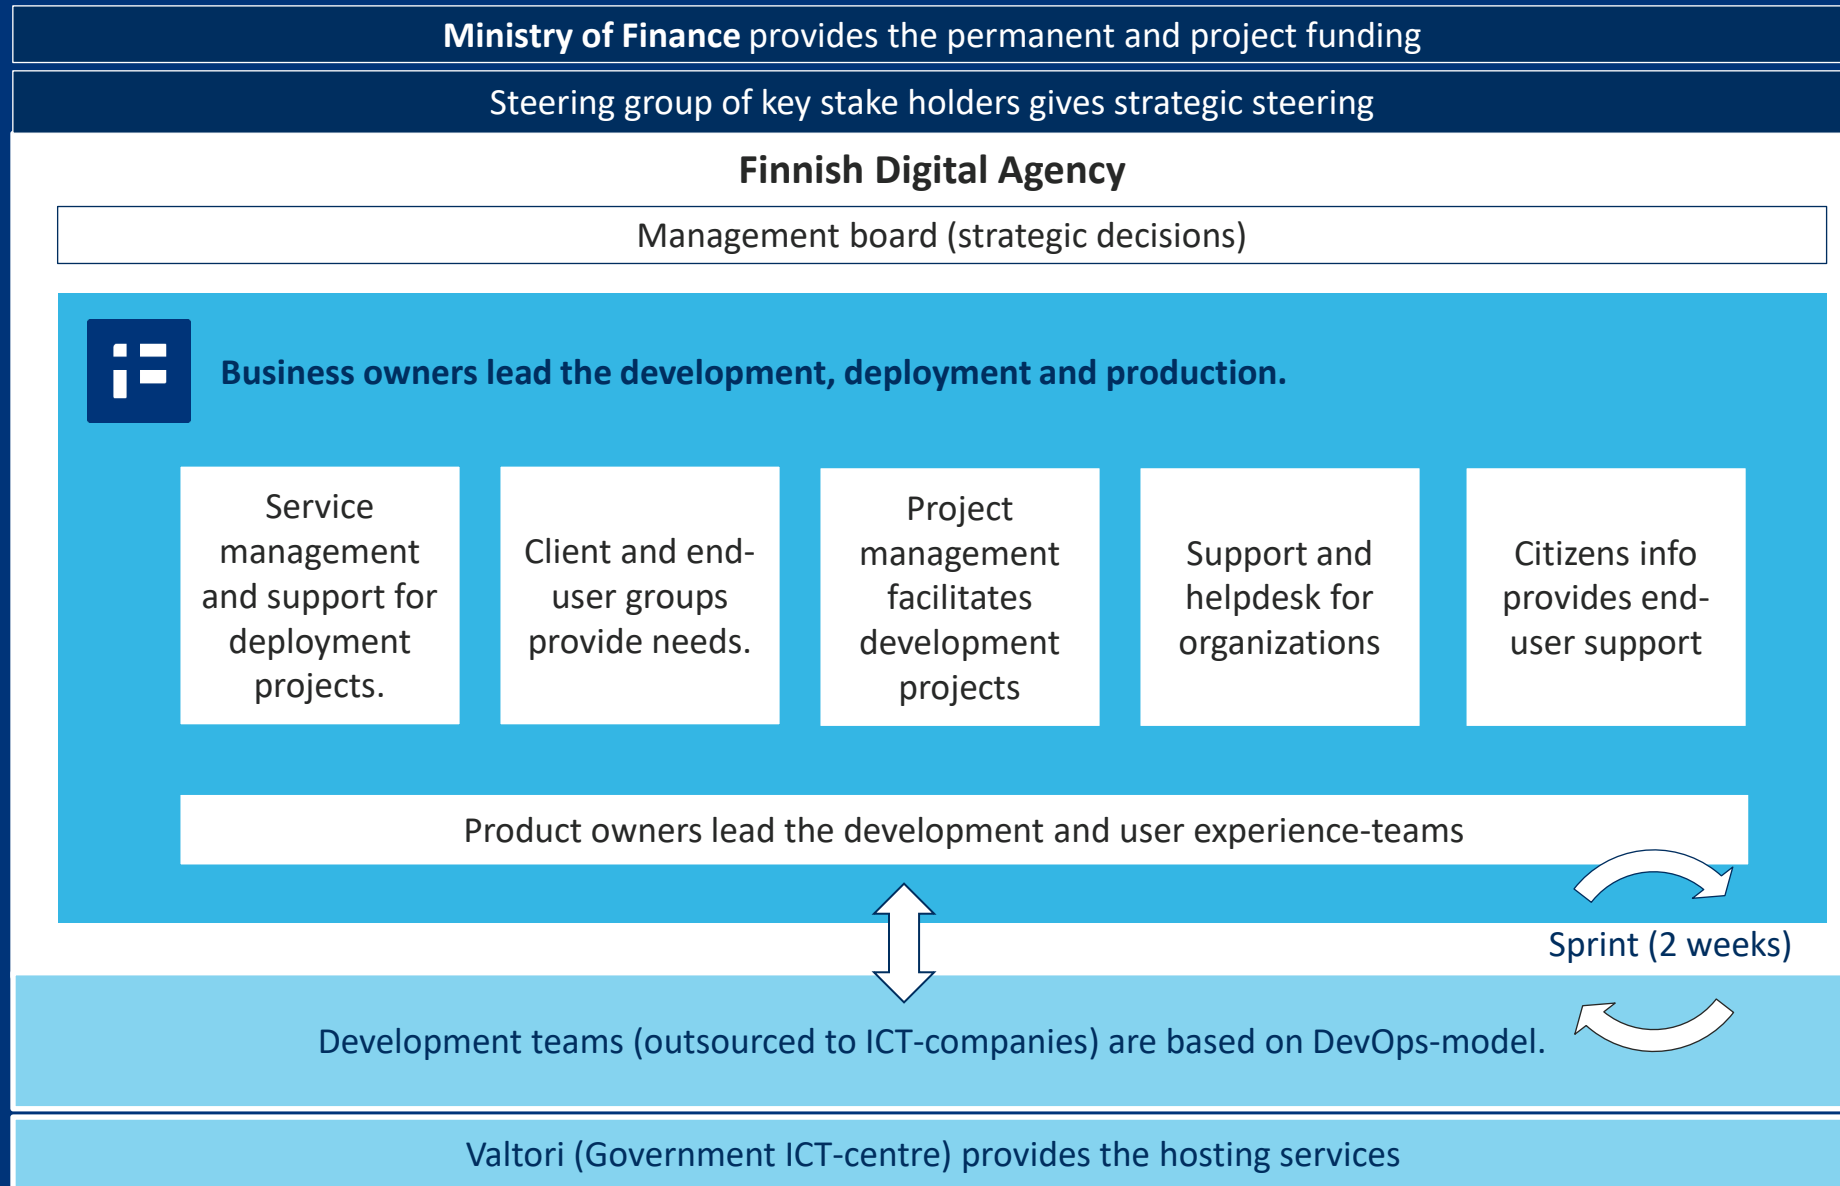 Ministry of Finance provides the permanent and project funding
Steering group of key stake holders gives strategic steering
Finnish Digital Agency
Management board (strategic decisions)
Business owners lead the development, deployment and production.
Service
management
and support for
deployment
projects.
Client and end-
user groups
provide needs.
Project
management
facilitates
development
projects
Support and
helpdesk for
organizations
Citizens info
provides end-
user support
Product owners lead the development and user experience-teams
Sprint (2 weeks)
Development teams (outsourced to ICT-companies) are based on DevOps-model.
Valtori (Government ICT-centre) provides the hosting services